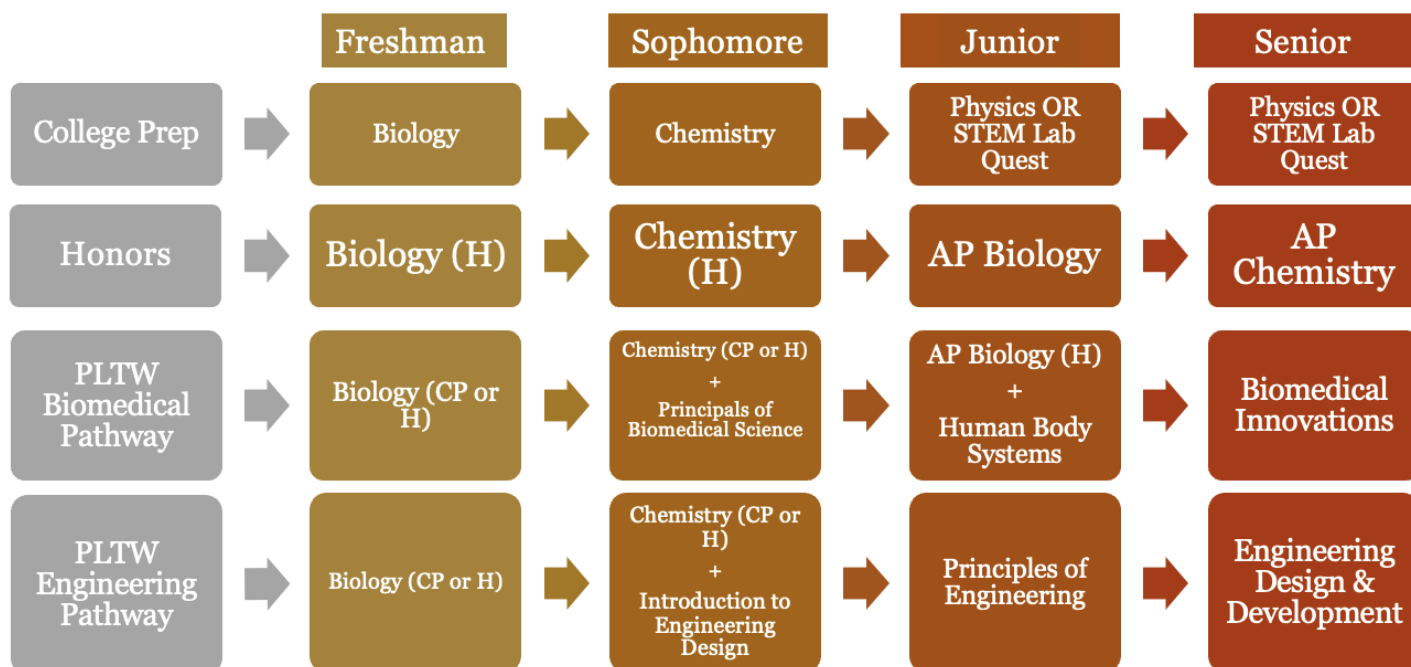 Freshman
Sophomore
Junior
Senior
College Prep
Biology
Chemistry
Physics OR
STEM Lab
Quest
Physics OR
STEM Lab
Quest
Honors
Biology (H)
Chemistry
(H)
AP Biology
AP
Chemistry
PLTW
Biomedical
Pathway
Biology (CP or
H)
Chemistry (CP or H)
+
Principals of
Biomedical Science
AP Biology (H)
+
Human Body
Systems
Biomedical
Innovations
PLTW
Engineering
Pathway
Biology (CP or H)
Chemistry (CP or
H)
+
Introduction to
Engineering
Design
Principles of
Engineering
Engineering
Design &
Development